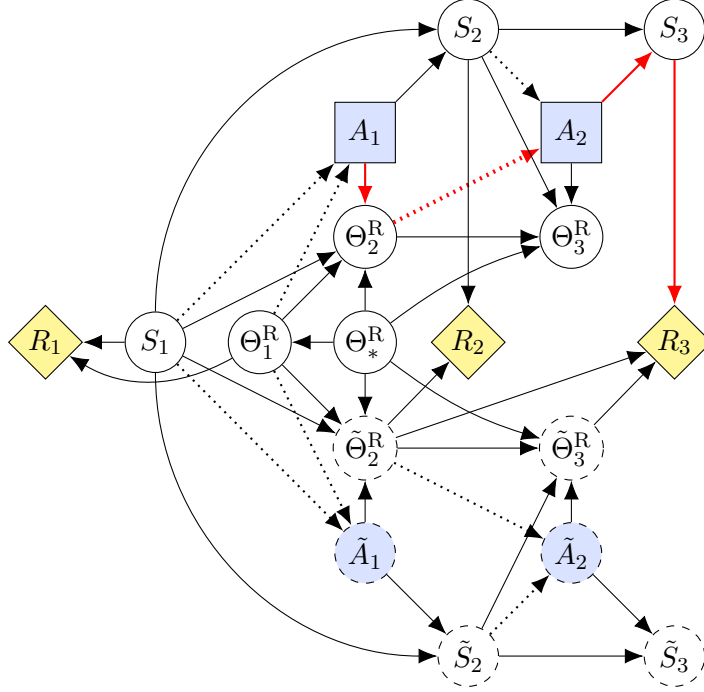 S₂ S₃
A₁ A₂
Θ₂ᴿ Θ₃ᴿ
R₁ S₁ Θ₁ᴿ Θ⁎ᴿ R₂ R₃
Θ̃₂ᴿ Θ̃₃ᴿ
Ã₁ Ã₂
S̃₂ S̃₃